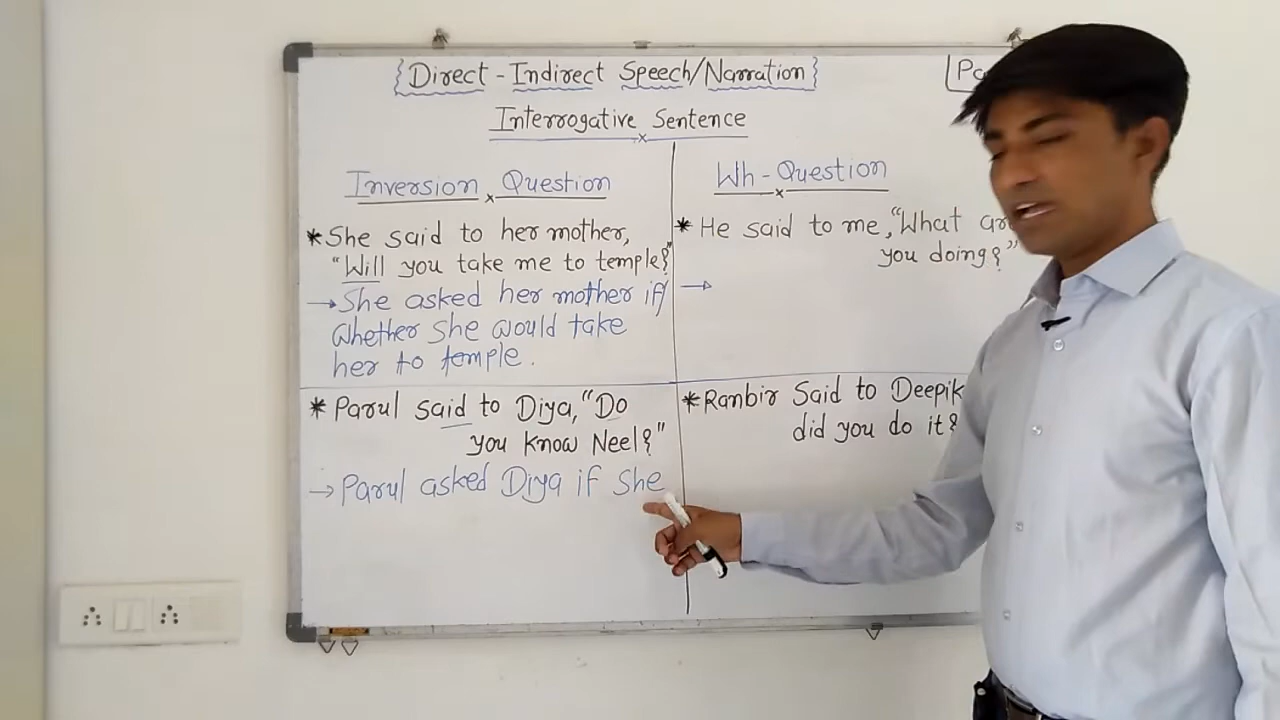 {Direct - Indirect Speech/Narration}
Interrogative Sentence
Inversion Question
*She said to her mother,
"Will you take me to temple?"
→ She asked her mother if/
whether she would take
her to temple.
*Parul said to Diya, "Do
you know Neel?"
→ Parul asked Diya if she
Wh - Question
*He said to me, "What
you doing?"
→
*Ranbir Said to
did you do it?